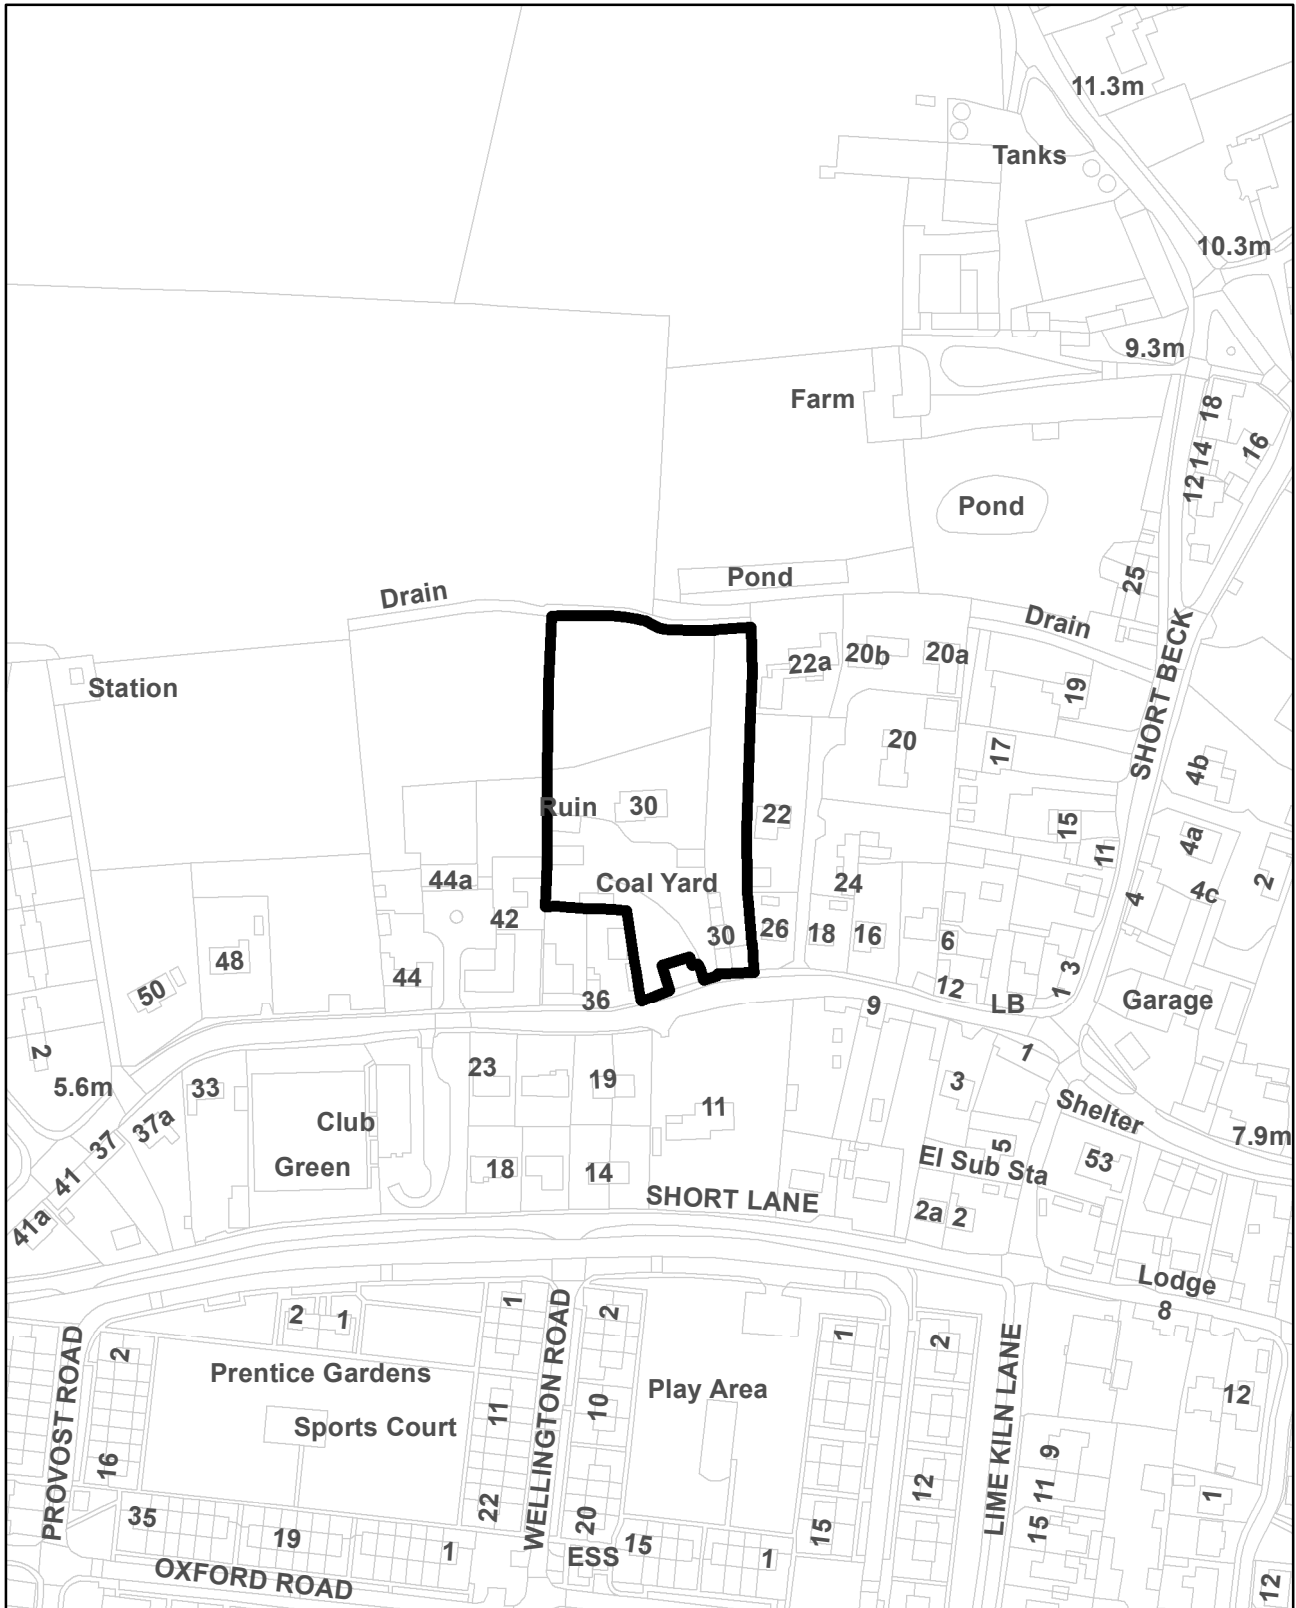 11.3m
Tanks
10.3m
9.3m
Farm
18
16
14
12
Pond
Pond
25
Drain
Drain
SHORT BECK
22a
20b
20a
Station
19
20
17
4b
Ruin
30
22
15
4a
11
44a
Coal Yard
24
4c
2
4
42
30
26
18
16
6
48
44
3
50
36
12
1
LB
9
Garage
2
1
5.6m
33
23
19
3
11
Shelter
37a
Club
37
7.9m
Green
5
53
41
18
14
El Sub Sta
SHORT LANE
41a
2a
2
Lodge
8
2
1
1
2
WELLINGTON ROAD
1
2
PROVOST ROAD
2
Prentice Gardens
Play Area
LIME KILN LANE
12
11
10
Sports Court
9
16
12
11
1
22
35
20
15
15
19
15
1
ESS
1
OXFORD ROAD
12